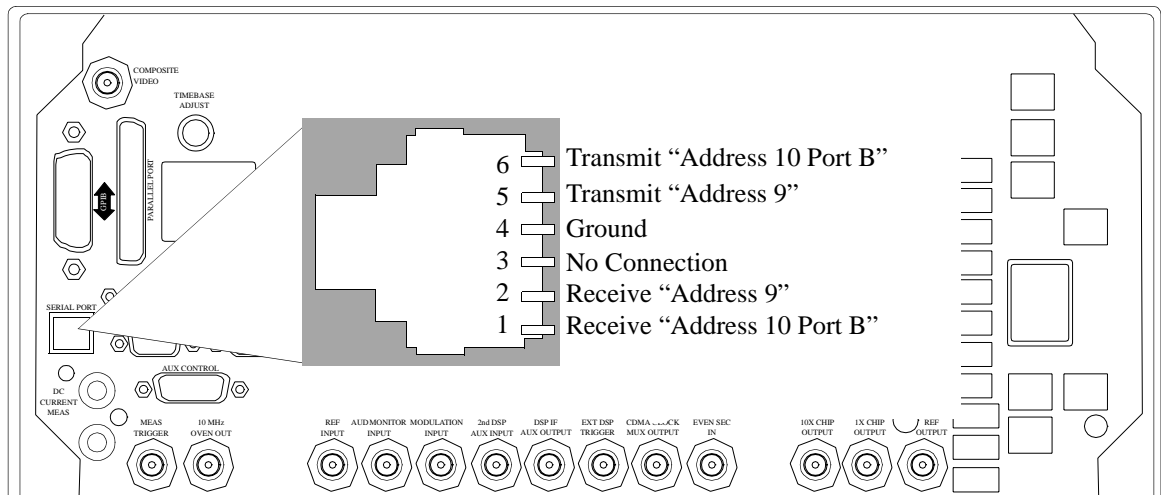 COMPOSITE
VIDEO
TIMEBASE
ADJUST
GPIB
PARALLEL PORT
6 Transmit “Address 10 Port B”
5 Transmit “Address 9”
4 Ground
3 No Connection
2 Receive “Address 9”
1 Receive “Address 10 Port B”
SERIAL PORT
AUX CONTROL
DC
CURRENT
MEAS
MEAS
TRIGGER
10 MHz
OVEN OUT
REF
INPUT
AUDMONITOR
INPUT
MODULATION
INPUT
2nd DSP
AUX INPUT
DSP IF
AUX OUTPUT
EXT DSP
TRIGGER
CDMA CLOCK
MUX OUTPUT
EVEN SEC
IN
10X CHIP
OUTPUT
1X CHIP
OUTPUT
REF
OUTPUT